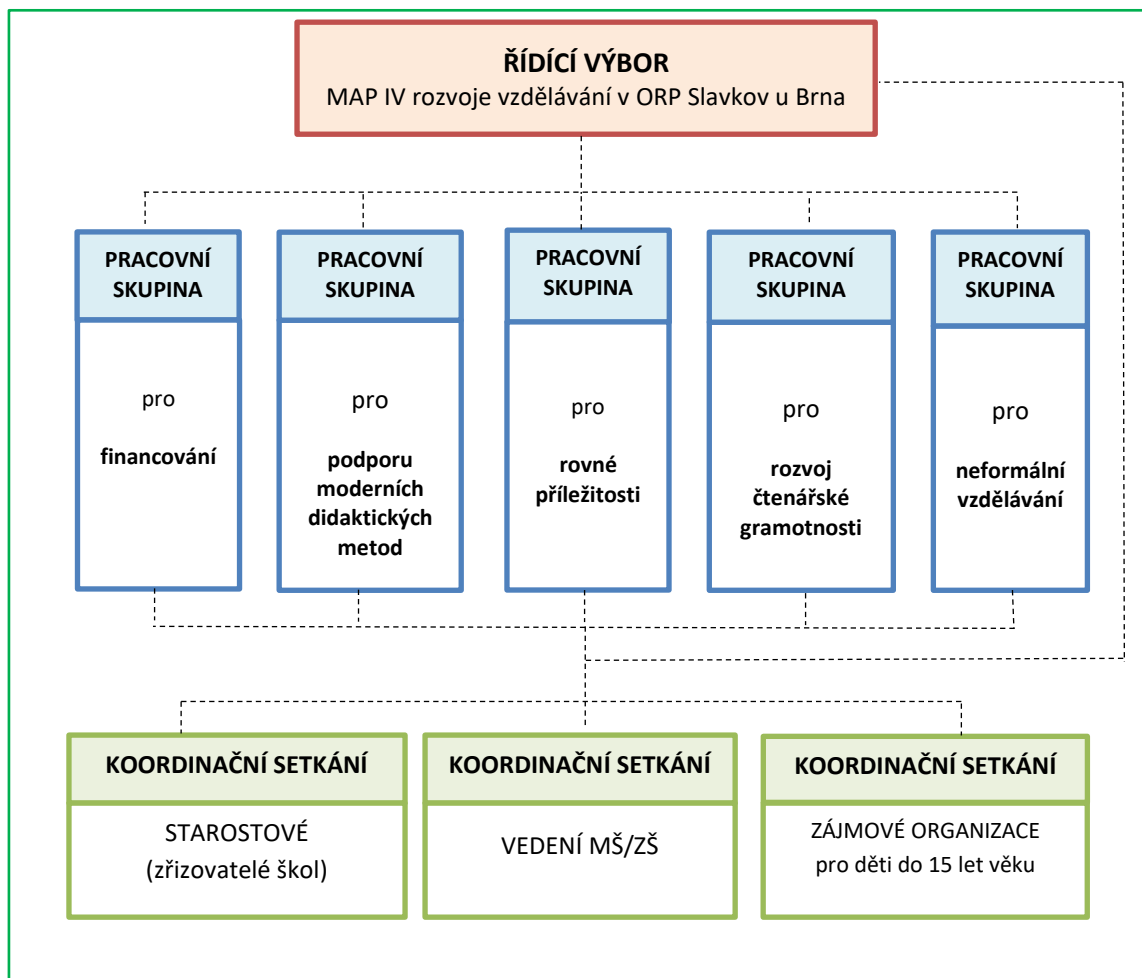 ŘÍDÍCÍ VÝBOR
MAP IV rozvoje vzdělávání v ORP Slavkov u Brna
PRACOVNÍ
SKUPINA
pro
financování
PRACOVNÍ
SKUPINA
pro
podporu
moderních
didaktických
metod
PRACOVNÍ
SKUPINA
pro
rovné
příležitosti
PRACOVNÍ
SKUPINA
pro
rozvoj
čtenářské
gramotnosti
PRACOVNÍ
SKUPINA
pro
neformální
vzdělávání
KOORDINAČNÍ SETKÁNÍ
STAROSTOVÉ
(zřizovatelé škol)
KOORDINAČNÍ SETKÁNÍ
VEDENÍ MŠ/ZŠ
KOORDINAČNÍ SETKÁNÍ
ZÁJMOVÉ ORGANIZACE
pro děti do 15 let věku